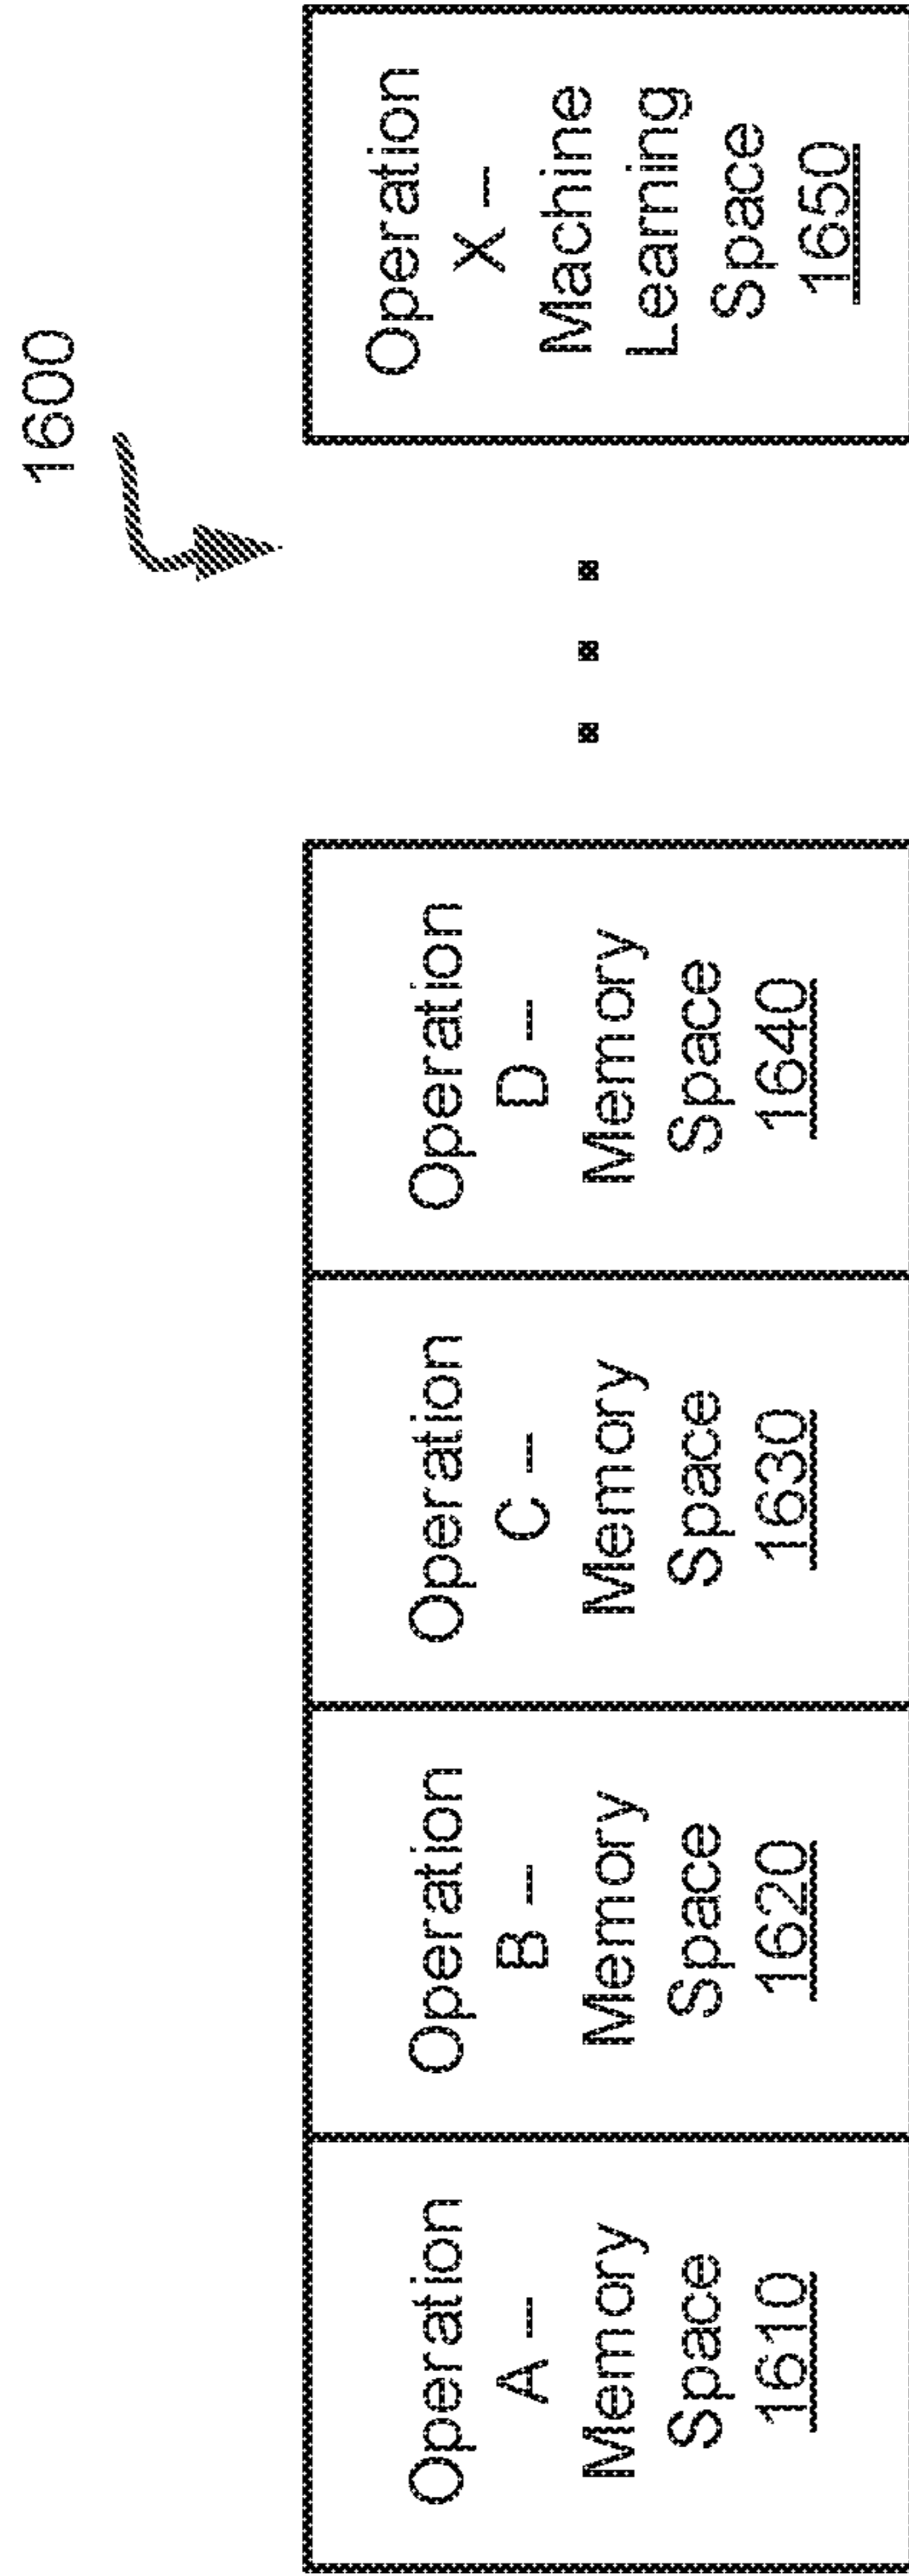 1600
Operation
A –
Memory
Space
1610
Operation
B –
Memory
Space
1620
Operation
C –
Memory
Space
1630
Operation
D –
Memory
Space
1640
Operation
X –
Machine
Learning
Space
1650